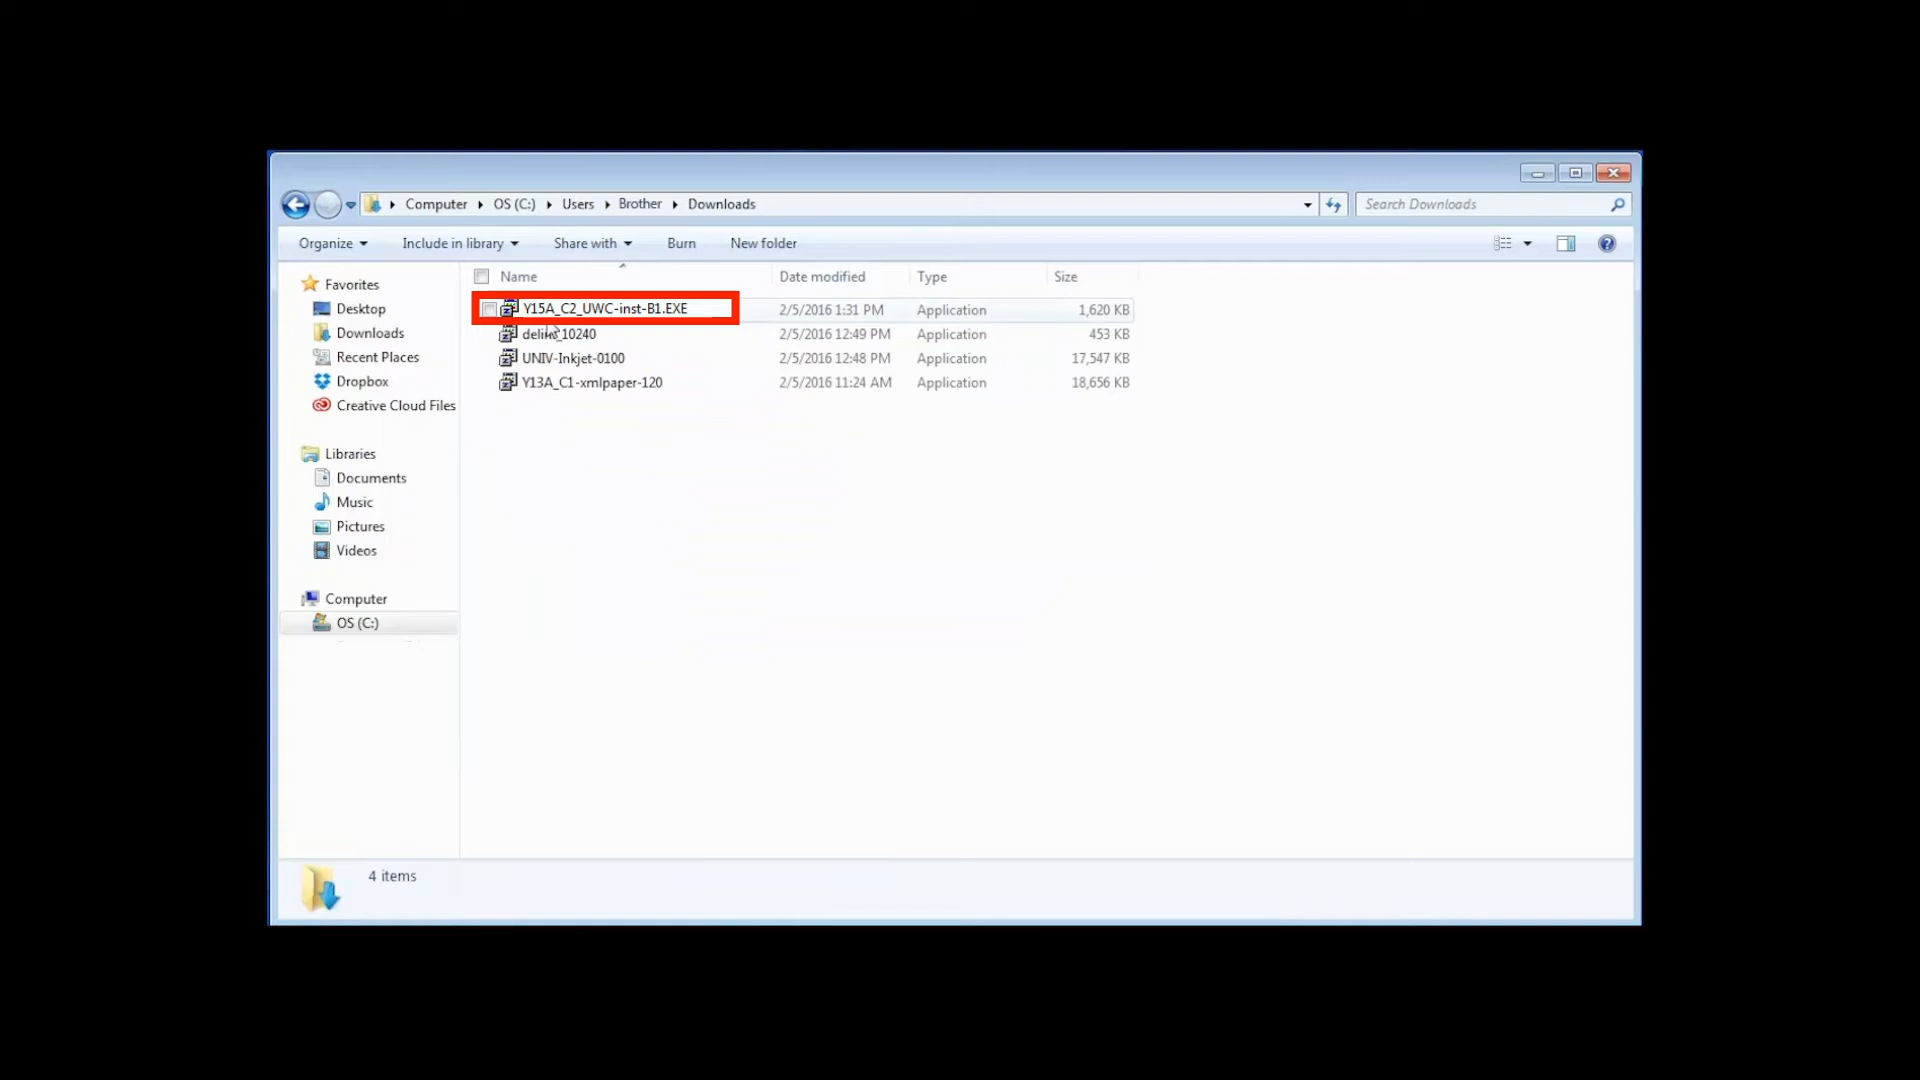 Computer OS (C:) Users Brother Downloads Search Downloads
Organize Include in library Share with Burn New folder
Name Date modified Type Size
Y15A_C2_UWC-inst-B1.EXE 2/5/2016 1:31 PM Application 1,620 KB
2/5/2016 12:49 PM Application 453 KB
UNIV-Inkjet-0100 2/5/2016 12:48 PM Application 17,547 KB
Y13A_C1-xmlpaper-120 2/5/2016 11:24 AM Application 18,656 KB
Favorites
Desktop
Downloads
Recent Places
Dropbox
Creative Cloud Files
Libraries
Documents
Music
Pictures
Videos
Computer
OS (C:)
4 items